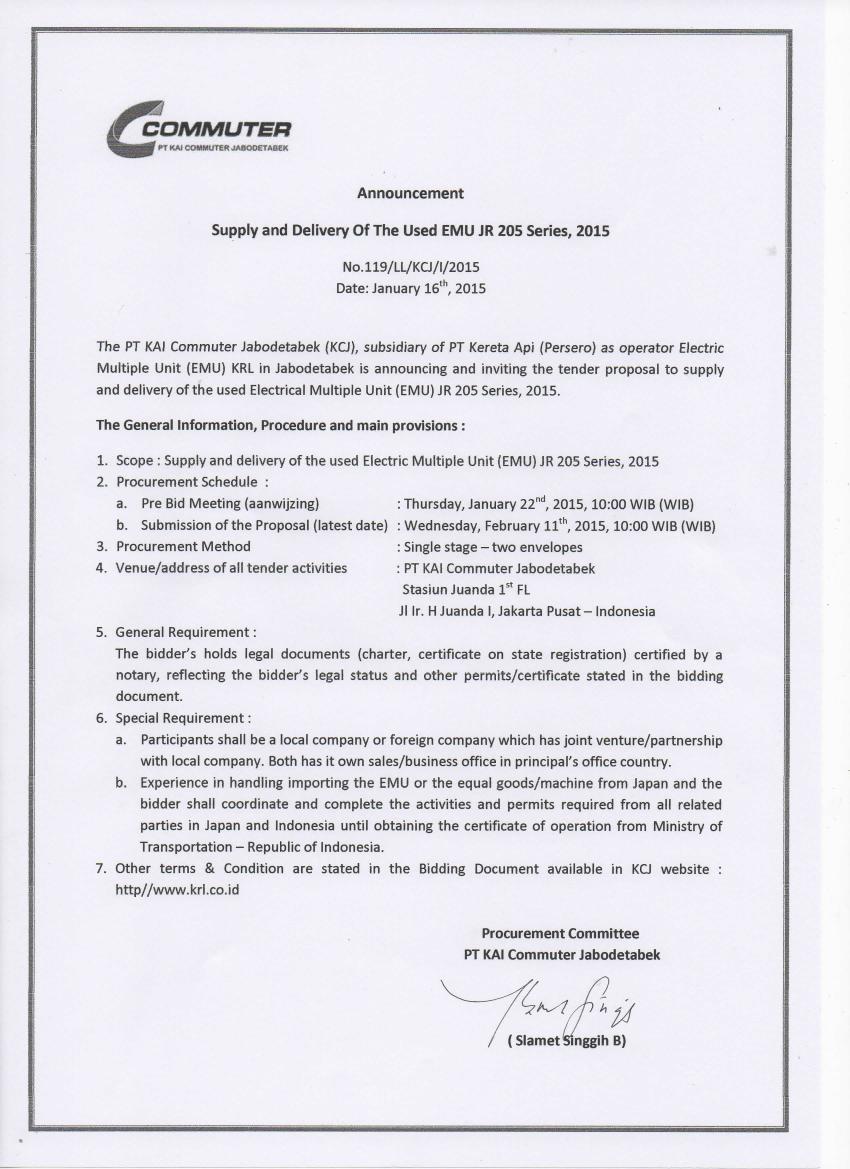 COMMUTER
PT KAI COMMUTER JABODETABEK
Announcement
Supply and Delivery Of The Used EMU JR 205 Series, 2015
No.119/LL/KCJ/I/2015
Date: January 16th, 2015
The PT KAI Commuter Jabodetabek (KCJ), subsidiary of PT Kereta Api (Persero) as operator Electric
Multiple Unit (EMU) KRL in Jabodetabek is announcing and inviting the tender proposal to supply
and delivery of the used Electrical Multiple Unit (EMU) JR 205 Series, 2015.
The General Information, Procedure and main provisions :
1. Scope : Supply and delivery of the used Electric Multiple Unit (EMU) JR 205 Series, 2015
2. Procurement Schedule :
a. Pre Bid Meeting (aanwijzing) : Thursday, January 22nd, 2015, 10:00 WIB (WIB)
b. Submission of the Proposal (latest date) : Wednesday, February 11th, 2015, 10:00 WIB (WIB)
3. Procurement Method : Single stage – two envelopes
4. Venue/address of all tender activities : PT KAI Commuter Jabodetabek
Stasiun Juanda 1st FL
Jl Ir. H Juanda I, Jakarta Pusat – Indonesia
5. General Requirement :
The bidder's holds legal documents (charter, certificate on state registration) certified by a
notary, reflecting the bidder's legal status and other permits/certificate stated in the bidding
document.
6. Special Requirement :
a. Participants shall be a local company or foreign company which has joint venture/partnership
with local company. Both has it own sales/business office in principal's office country.
b. Experience in handling importing the EMU or the equal goods/machine from Japan and the
bidder shall coordinate and complete the activities and permits required from all related
parties in Japan and Indonesia until obtaining the certificate of operation from Ministry of
Transportation – Republic of Indonesia.
7. Other terms & Condition are stated in the Bidding Document available in KCJ website :
http//www.krl.co.id
Procurement Committee
PT KAI Commuter Jabodetabek
( Slamet Singgih B)